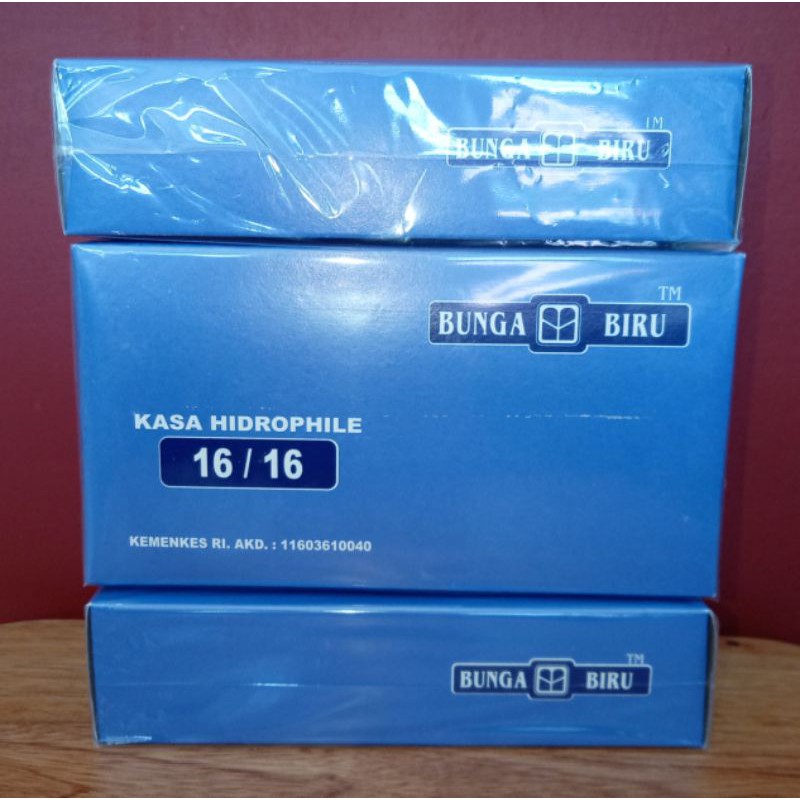 TM
BUNGA BIRU
TM
BUNGA BIRU
KASA HIDROPHILE
16 / 16
KEMENKES RI. AKD. : 11603610040
TM
BUNGA BIRU